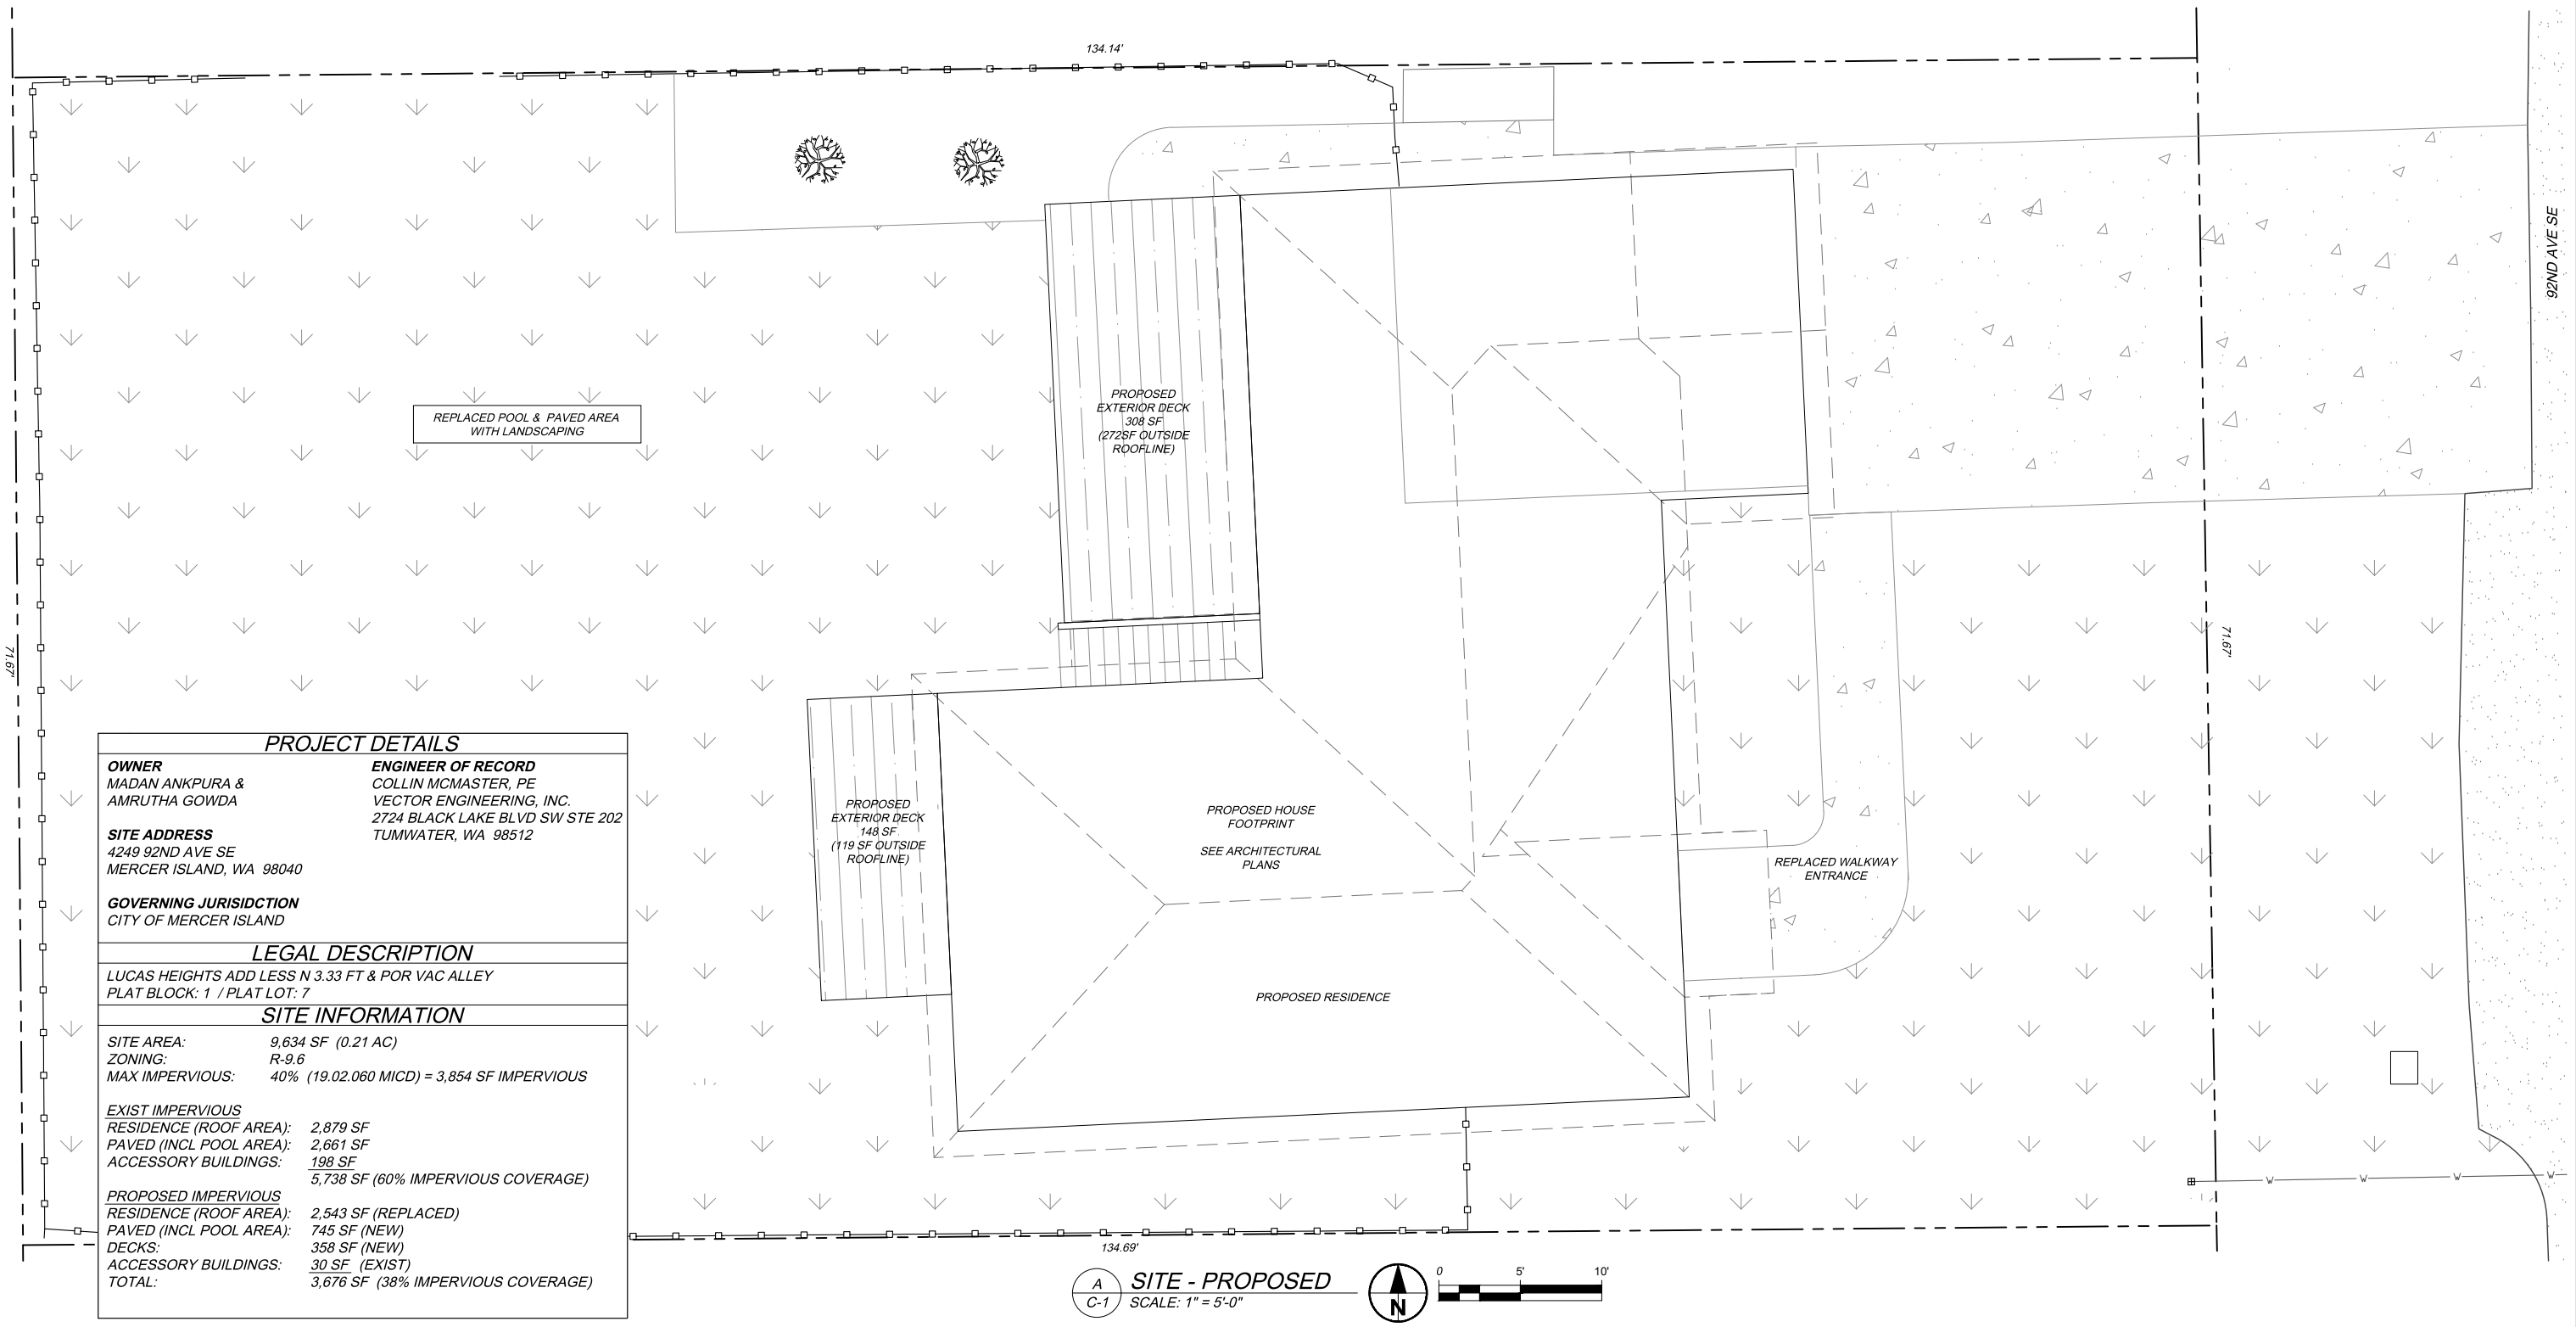 134.14'
92ND AVE SE
PROPOSED
EXTERIOR DECK
308 SF
(272SF OUTSIDE
ROOFLINE)
REPLACED POOL & PAVED AREA
WITH LANDSCAPING
71.67'
71.67'
PROJECT DETAILS
OWNER
MADAN ANKPURA &
AMRUTHA GOWDA
ENGINEER OF RECORD
COLLIN MCMASTER, PE
VECTOR ENGINEERING, INC.
2724 BLACK LAKE BLVD SW STE 202
TUMWATER, WA 98512
SITE ADDRESS
4249 92ND AVE SE
MERCER ISLAND, WA 98040
GOVERNING JURISIDCTION
CITY OF MERCER ISLAND
LEGAL DESCRIPTION
LUCAS HEIGHTS ADD LESS N 3.33 FT & POR VAC ALLEY
PLAT BLOCK: 1 / PLAT LOT: 7
SITE INFORMATION
SITE AREA: 9,634 SF (0.21 AC)
ZONING: R-9.6
MAX IMPERVIOUS: 40% (19.02.060 MICD) = 3,854 SF IMPERVIOUS
EXIST IMPERVIOUS
RESIDENCE (ROOF AREA): 2,879 SF
PAVED (INCL POOL AREA): 2,661 SF
ACCESSORY BUILDINGS: 198 SF
5,738 SF (60% IMPERVIOUS COVERAGE)
PROPOSED IMPERVIOUS
RESIDENCE (ROOF AREA): 2,543 SF (REPLACED)
PAVED (INCL POOL AREA): 745 SF (NEW)
DECKS: 358 SF (NEW)
ACCESSORY BUILDINGS: 30 SF (EXIST)
TOTAL: 3,676 SF (38% IMPERVIOUS COVERAGE)
PROPOSED
EXTERIOR DECK
148 SF
(119 SF OUTSIDE
ROOFLINE)
PROPOSED HOUSE
FOOTPRINT
SEE ARCHITECTURAL
PLANS
REPLACED WALKWAY
ENTRANCE
PROPOSED RESIDENCE
W W W W
134.69'
A
C-1
SITE - PROPOSED
SCALE: 1" = 5'-0"
N
0 5' 10'